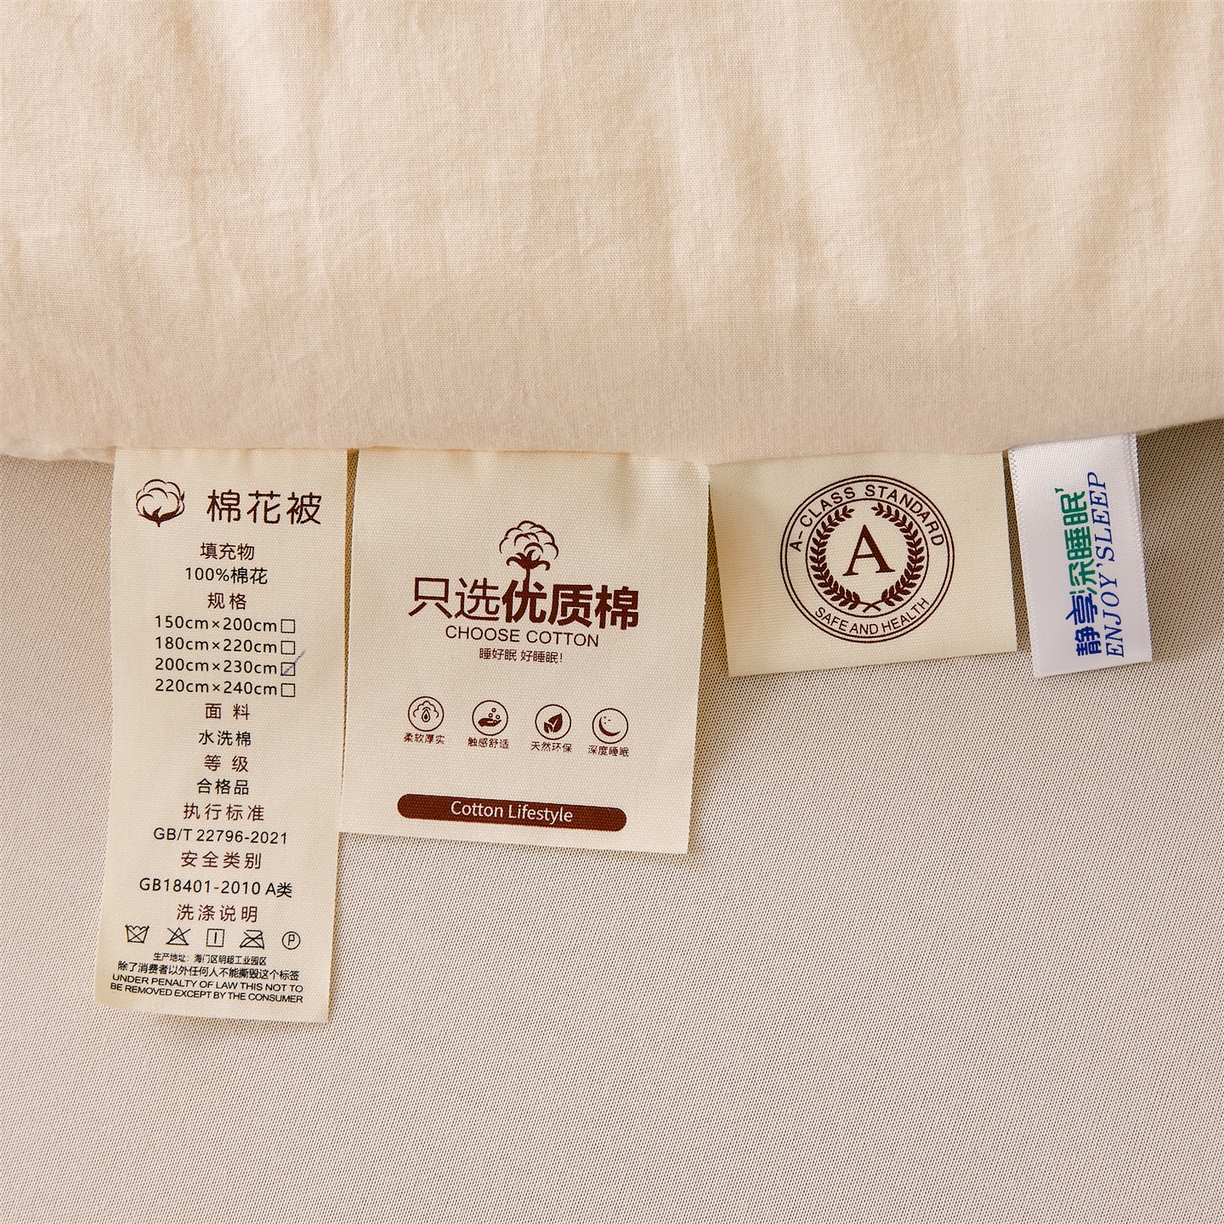 棉花被
填充物
100%棉花
规格
150cm×200cm□
180cm×220cm□
200cm×230cm☑
220cm×240cm□
面料
水洗棉
等级
合格品
执行标准
GB/T 22796-2021
安全类别
GB18401-2010 A类
洗涤说明
P
生产地址：海门区明超工业园区
除了消费者以外任何人不能撕毁这个标签
UNDER PENALTY OF LAW THIS NOT TO
BE REMOVED EXCEPT BY THE CONSUMER
只选优质棉
CHOOSE COTTON
睡好眠 好睡眠！
柔软厚实 触感舒适 天然环保 深度睡眠
Cotton Lifestyle
A-CLASS STANDARD
A
SAFE AND HEALTH
静享深睡眠
ENJOY'SLEEP